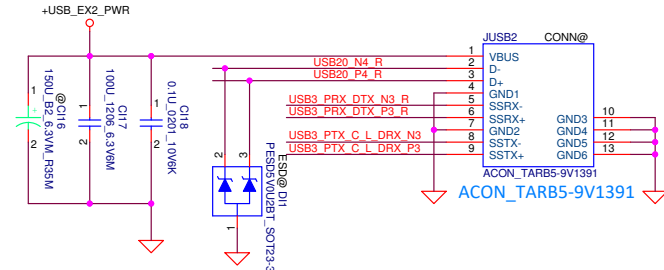 +USB_EX2_PWR
JUSB2 CONN@
1 VBUS
USB20_N4_R 2 D-
USB20_P4_R 3 D+
4 GND1
USB3_PRX_DTX_N3_R 5 SSRX-
USB3_PRX_DTX_P3_R 6 SSRX+ GND3 10
7 GND2 GND4 11
USB3_PTX_C_L_DRX_N3 8 SSTX- GND5 12
USB3_PTX_C_L_DRX_P3 9 SSTX+ GND6 13
ACON_TARB5-9V1391
ACON_TARB5-9V1391
1
2
@CI16
150U_B2_6.3VM_R35M
1
2
CI17
100U_1206_6.3V6M
1
2
CI18
0.1U_0201_10V6K
2
3
1
ESD@ DI1
PESD5V0U2BT_SOT23-3